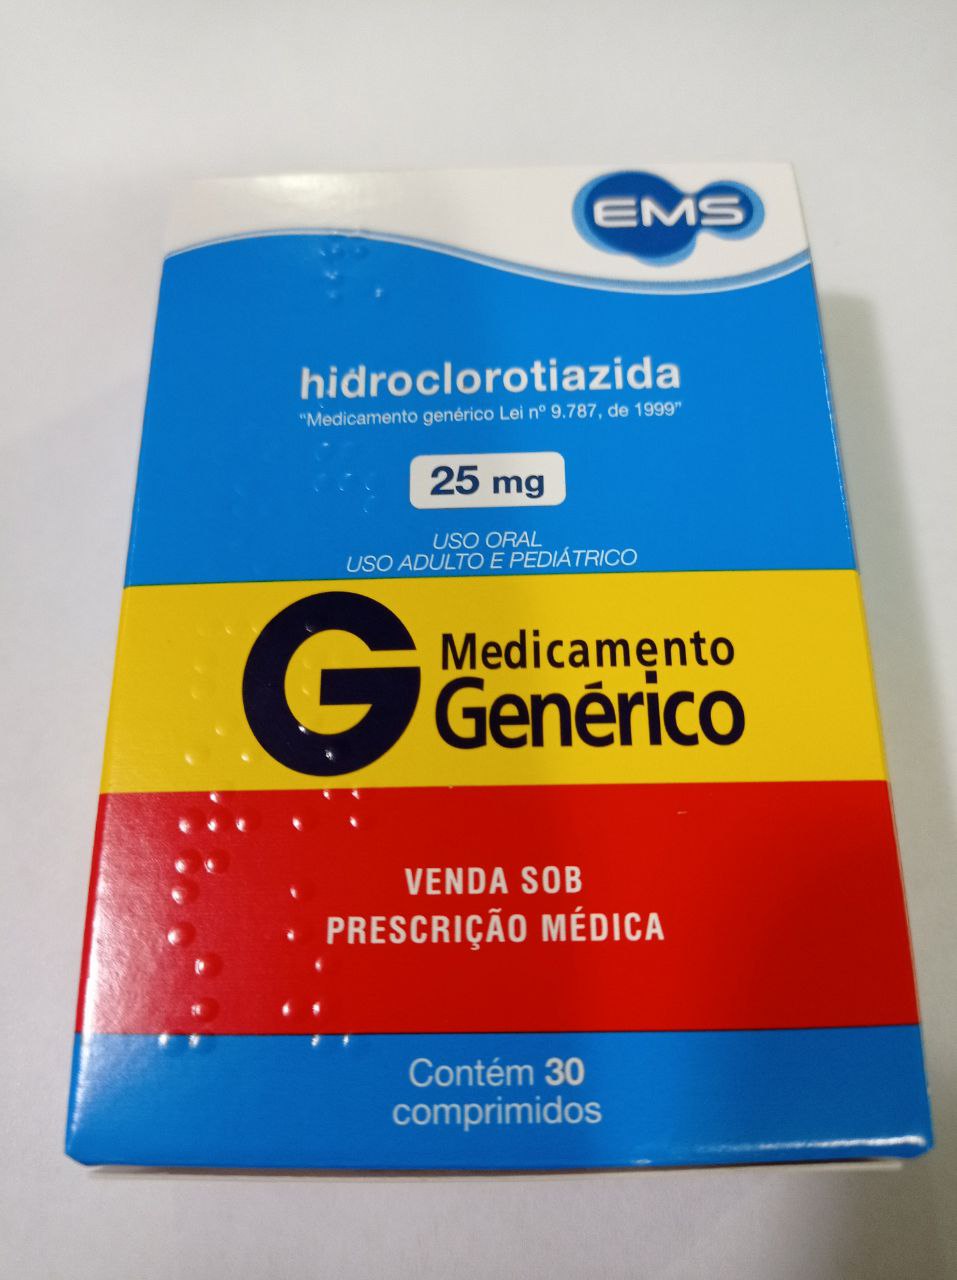 EMS
hidroclorotiazida
"Medicamento genérico Lei nº 9.787, de 1999"
25 mg
USO ORAL
USO ADULTO E PEDIÁTRICO
G Medicamento
Genérico
VENDA SOB
PRESCRIÇÃO MÉDICA
Contém 30
comprimidos